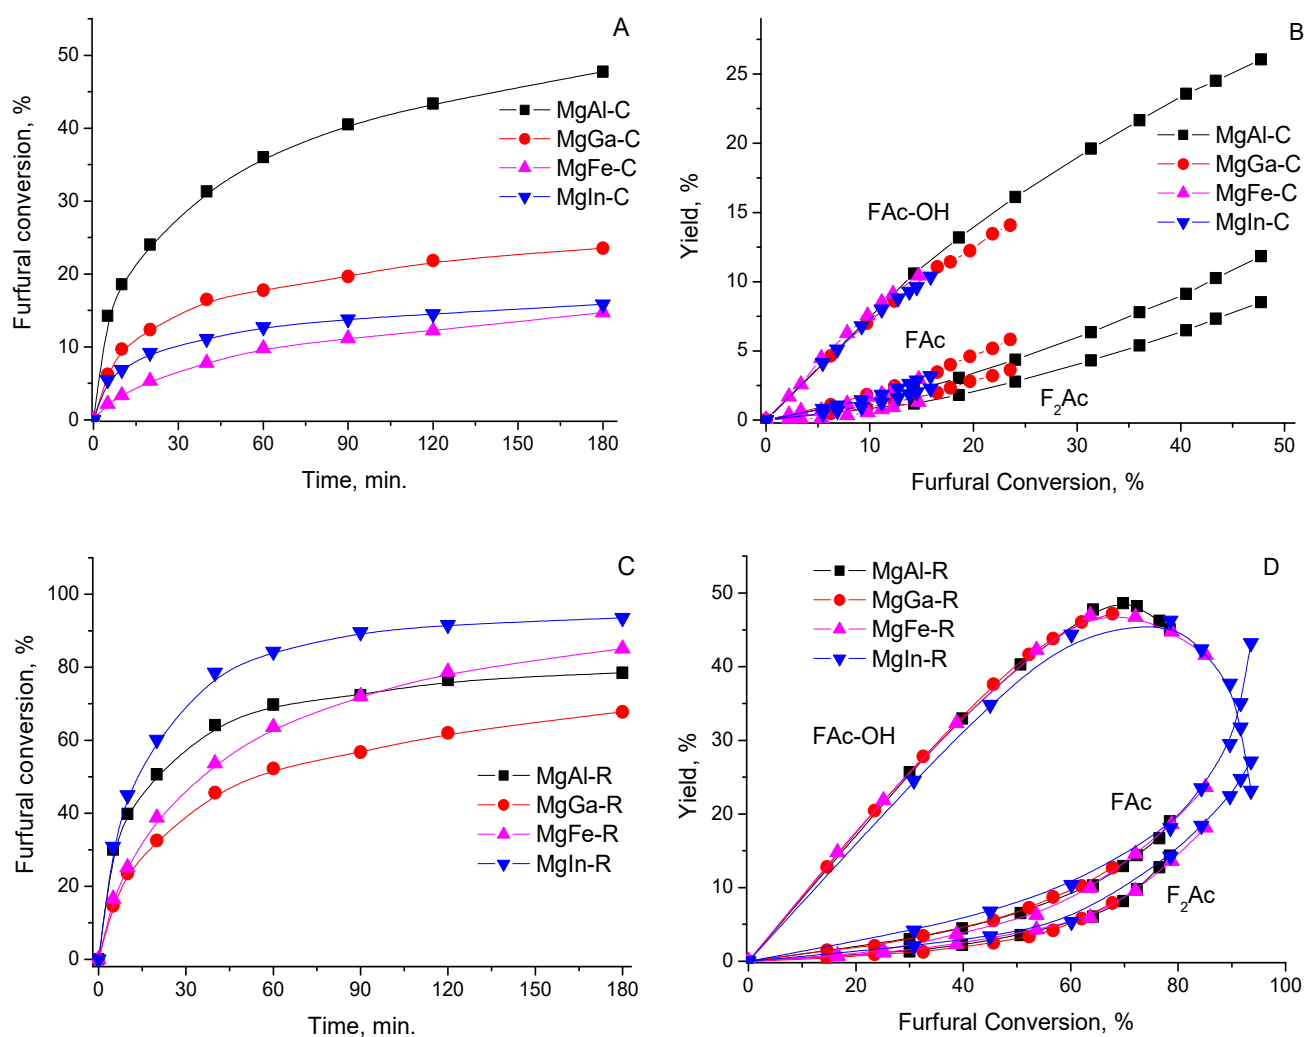 A
50
40
30
20
10
0
Furfural conversion, %
MgAl-C
MgGa-C
MgFe-C
MgIn-C
0 30 60 90 120 150 180
Time, min.
B
25
20
15
10
5
0
Yield, %
MgAl-C
MgGa-C
MgFe-C
MgIn-C
FAc-OH
FAc
F₂Ac
0 10 20 30 40 50
Furfural Conversion, %
C
100
80
60
40
20
0
Furfural conversion, %
MgAl-R
MgGa-R
MgFe-R
MgIn-R
0 30 60 90 120 150 180
Time, min.
D
50
40
30
20
10
0
Yield, %
MgAl-R
MgGa-R
MgFe-R
MgIn-R
FAc-OH
FAc
F₂Ac
0 20 40 60 80 100
Furfural Conversion, %